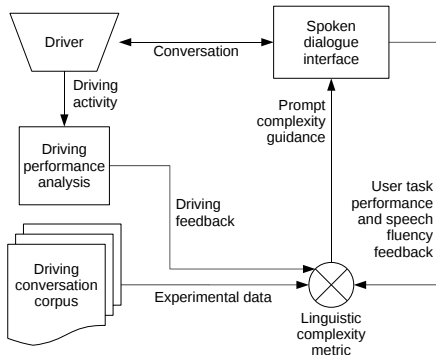 Driver
Conversation
Spoken
dialogue
interface
Driving
activity
Prompt
complexity
guidance
Driving
performance
analysis
User task
performance
and speech
fluency
feedback
Driving
feedback
Driving
conversation
corpus
Experimental data
Linguistic
complexity
metric